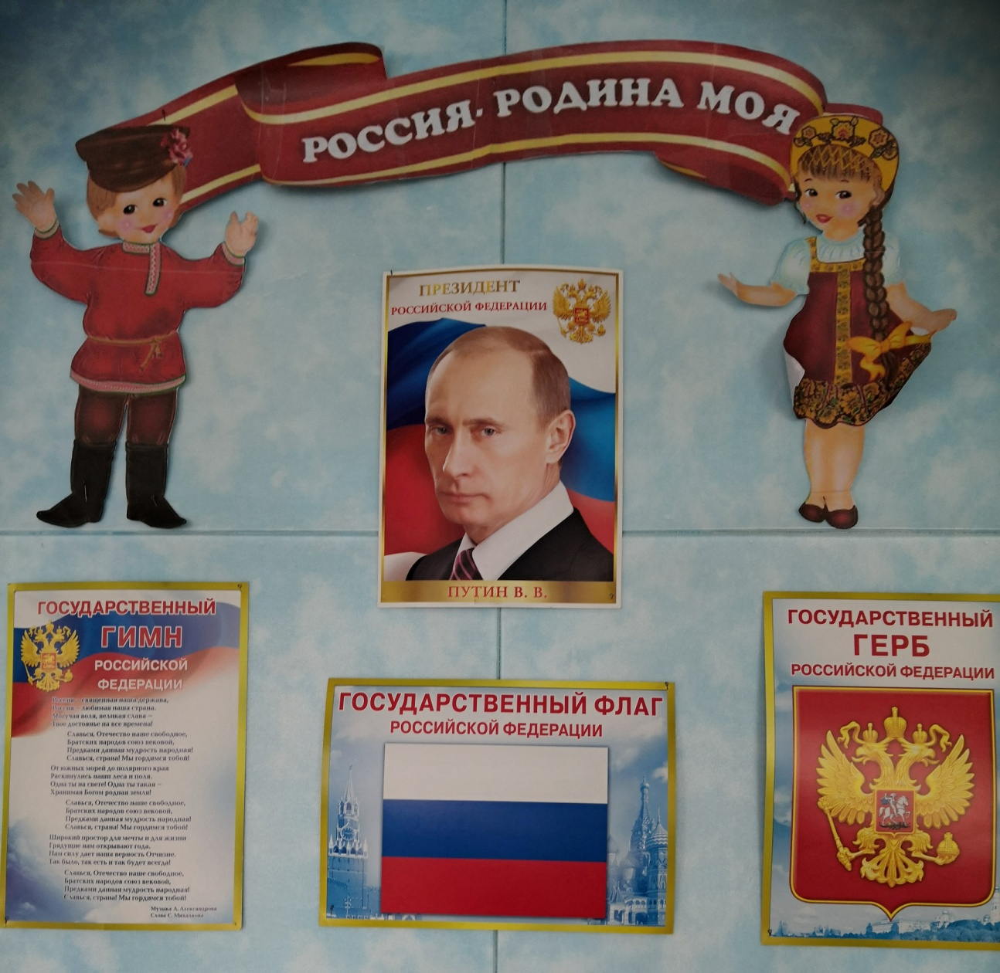 РОССИЯ- РОДИНА МОЯ
ПРЕЗИДЕНТ
РОССИЙСКОЙ ФЕДЕРАЦИИ
ПУТИН В. В.
ГОСУДАРСТВЕННЫЙ
ГИМН
РОССИЙСКОЙ
ФЕДЕРАЦИИ
Россия – священная наша держава,
Россия – любимая наша страна.
Могучая воля, великая слава –
Твое достоянье на все времена!
Славься, Отечество наше свободное,
Братских народов союз вековой,
Предками данная мудрость народная!
Славься, страна! Мы гордимся тобой!
От южных морей до полярного края
Раскинулись наши леса и поля.
Одна ты на свете! Одна ты такая –
Хранимая Богом родная земля!
Славься, Отечество наше свободное,
Братских народов союз вековой,
Предками данная мудрость народная!
Славься, страна! Мы гордимся тобой!
Широкий простор для мечты и для жизни
Грядущие нам открывают года.
Нам силу дает наша верность Отчизне.
Так было, так есть и так будет всегда!
Славься, Отечество наше свободное,
Братских народов союз вековой,
Предками данная мудрость народная!
Славься, страна! Мы гордимся тобой!
Музыка А. Александрова
Слова С. Михалкова
ГОСУДАРСТВЕННЫЙ ФЛАГ
РОССИЙСКОЙ ФЕДЕРАЦИИ
ГОСУДАРСТВЕННЫЙ
ГЕРБ
РОССИЙСКОЙ ФЕДЕРАЦИИ